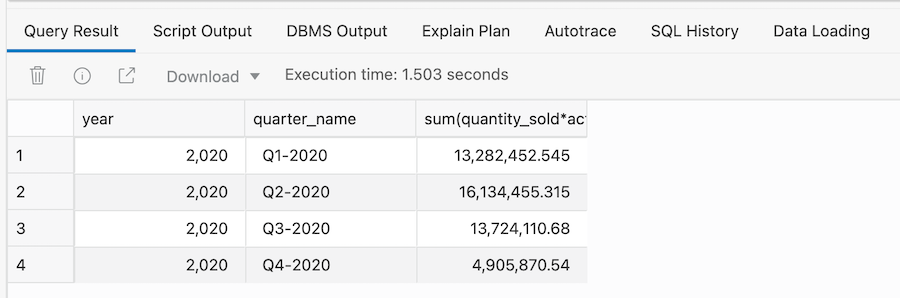 Query Result Script Output DBMS Output Explain Plan Autotrace SQL History Data Loading
Download Execution time: 1.503 seconds
year quarter_name sum(quantity_sold*act
1 2,020 Q1-2020 13,282,452.545
2 2,020 Q2-2020 16,134,455.315
3 2,020 Q3-2020 13,724,110.68
4 2,020 Q4-2020 4,905,870.54